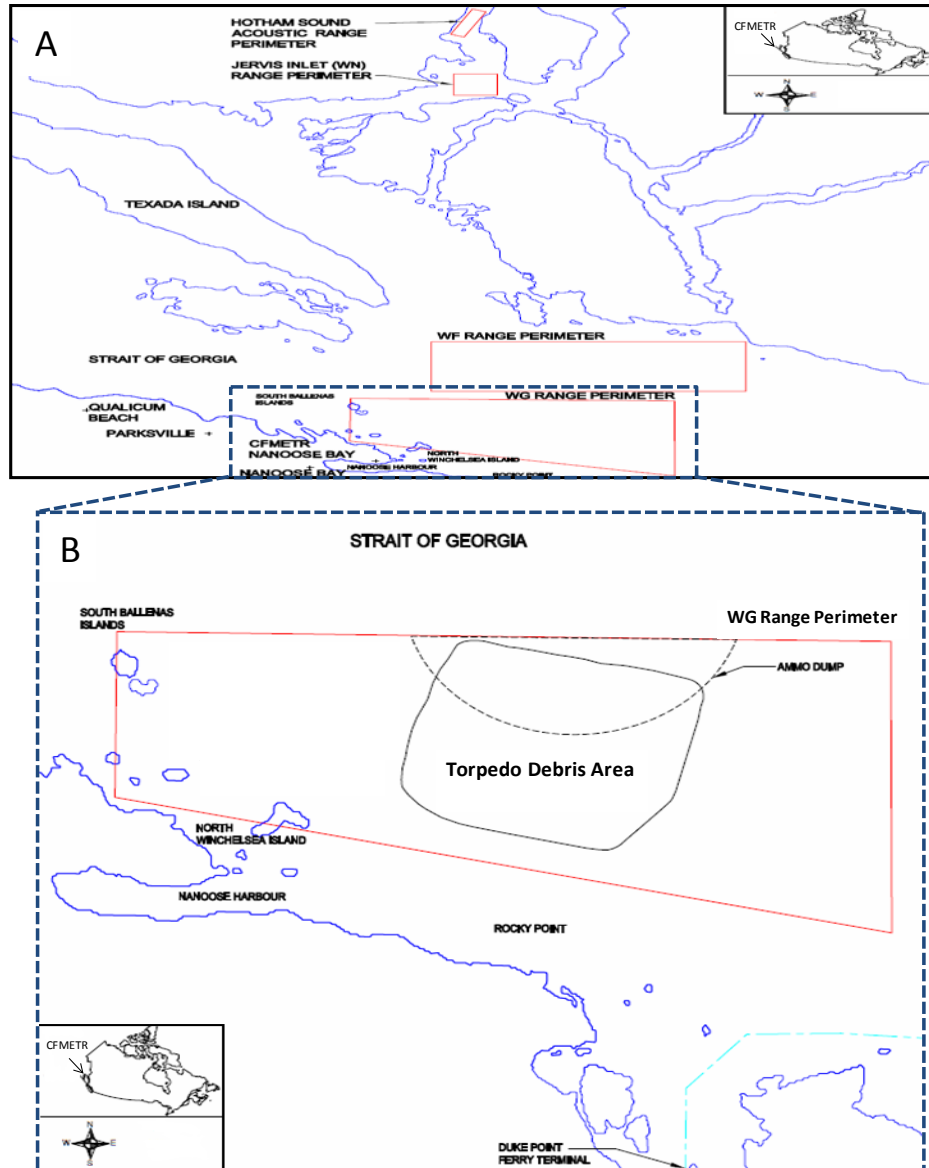 A
HOTHAM SOUND
ACOUSTIC RANGE
PERIMETER
JERVIS INLET (WN)
RANGE PERIMETER
CFMETR
N
W E
S
TEXADA ISLAND
STRAIT OF GEORGIA
WF RANGE PERIMETER
WG RANGE PERIMETER
SOUTH BALLENAS
ISLANDS
QUALICUM
BEACH
PARKSVILLE
CFMETR
NANOOSE BAY
NORTH
WINCHELSEA ISLAND
NANOOSE HARBOUR
NANOOSE BAY
ROCKY POINT
B
STRAIT OF GEORGIA
SOUTH BALLENAS
ISLANDS
WG Range Perimeter
AMMO DUMP
Torpedo Debris Area
NORTH
WINCHELSEA ISLAND
NANOOSE HARBOUR
ROCKY POINT
CFMETR
N
W E
S
DUKE POINT
FERRY TERMINAL